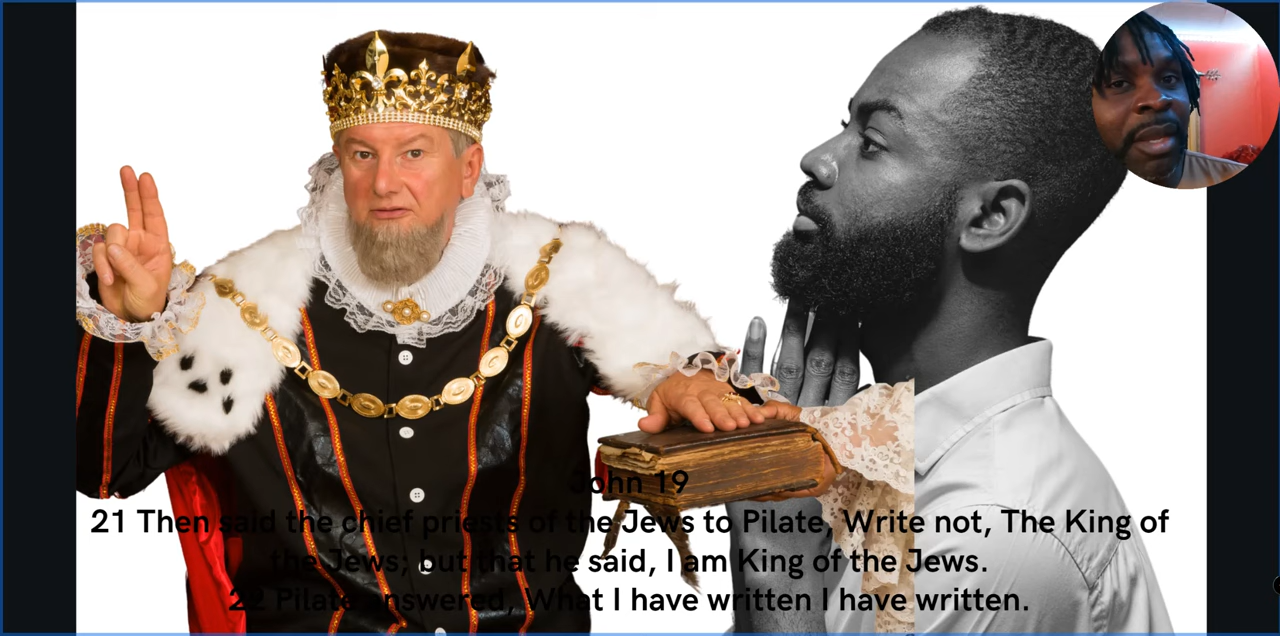 John 19
21 Then said the chief priests of the Jews to Pilate, Write not, The King of
the Jews; but that he said, I am King of the Jews.
22 Pilate answered, What I have written I have written.